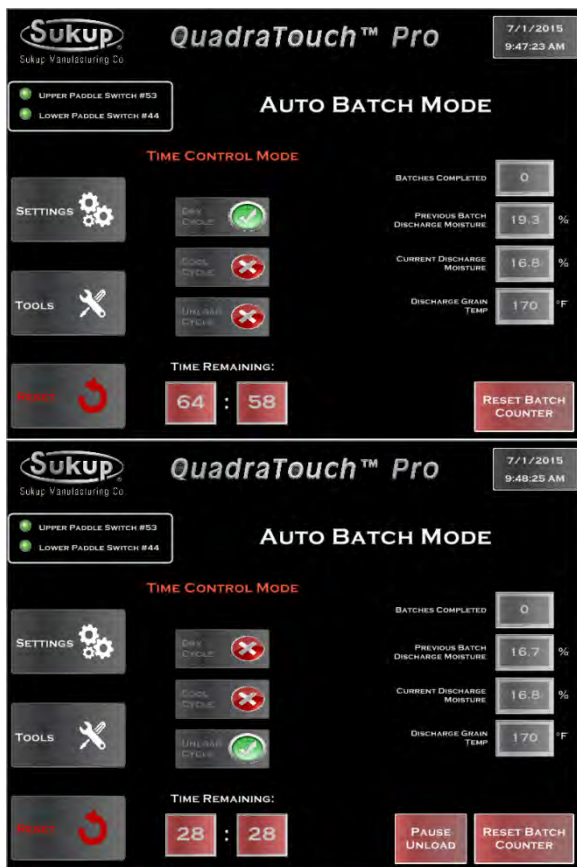 Sukup
®
Sukup Manufacturing Co.
QuadraTouch™ Pro
7/1/2015
9:47:23 AM
UPPER PADDLE SWITCH #53
LOWER PADDLE SWITCH #44
AUTO BATCH MODE
TIME CONTROL MODE
SETTINGS
TOOLS
RESET
DRY
CYCLE
COOL
CYCLE
UNLOAD
CYCLE
BATCHES COMPLETED
0
PREVIOUS BATCH
DISCHARGE MOISTURE
19.3 %
CURRENT DISCHARGE
MOISTURE
16.8 %
DISCHARGE GRAIN
TEMP
170 °F
TIME REMAINING:
64 : 58
RESET BATCH
COUNTER
Sukup
®
Sukup Manufacturing Co.
QuadraTouch™ Pro
7/1/2015
9:48:25 AM
UPPER PADDLE SWITCH #53
LOWER PADDLE SWITCH #44
AUTO BATCH MODE
TIME CONTROL MODE
SETTINGS
TOOLS
RESET
DRY
CYCLE
COOL
CYCLE
UNLOAD
CYCLE
BATCHES COMPLETED
0
PREVIOUS BATCH
DISCHARGE MOISTURE
16.7 %
CURRENT DISCHARGE
MOISTURE
16.8 %
DISCHARGE GRAIN
TEMP
170 °F
TIME REMAINING:
28 : 28
PAUSE
UNLOAD
RESET BATCH
COUNTER